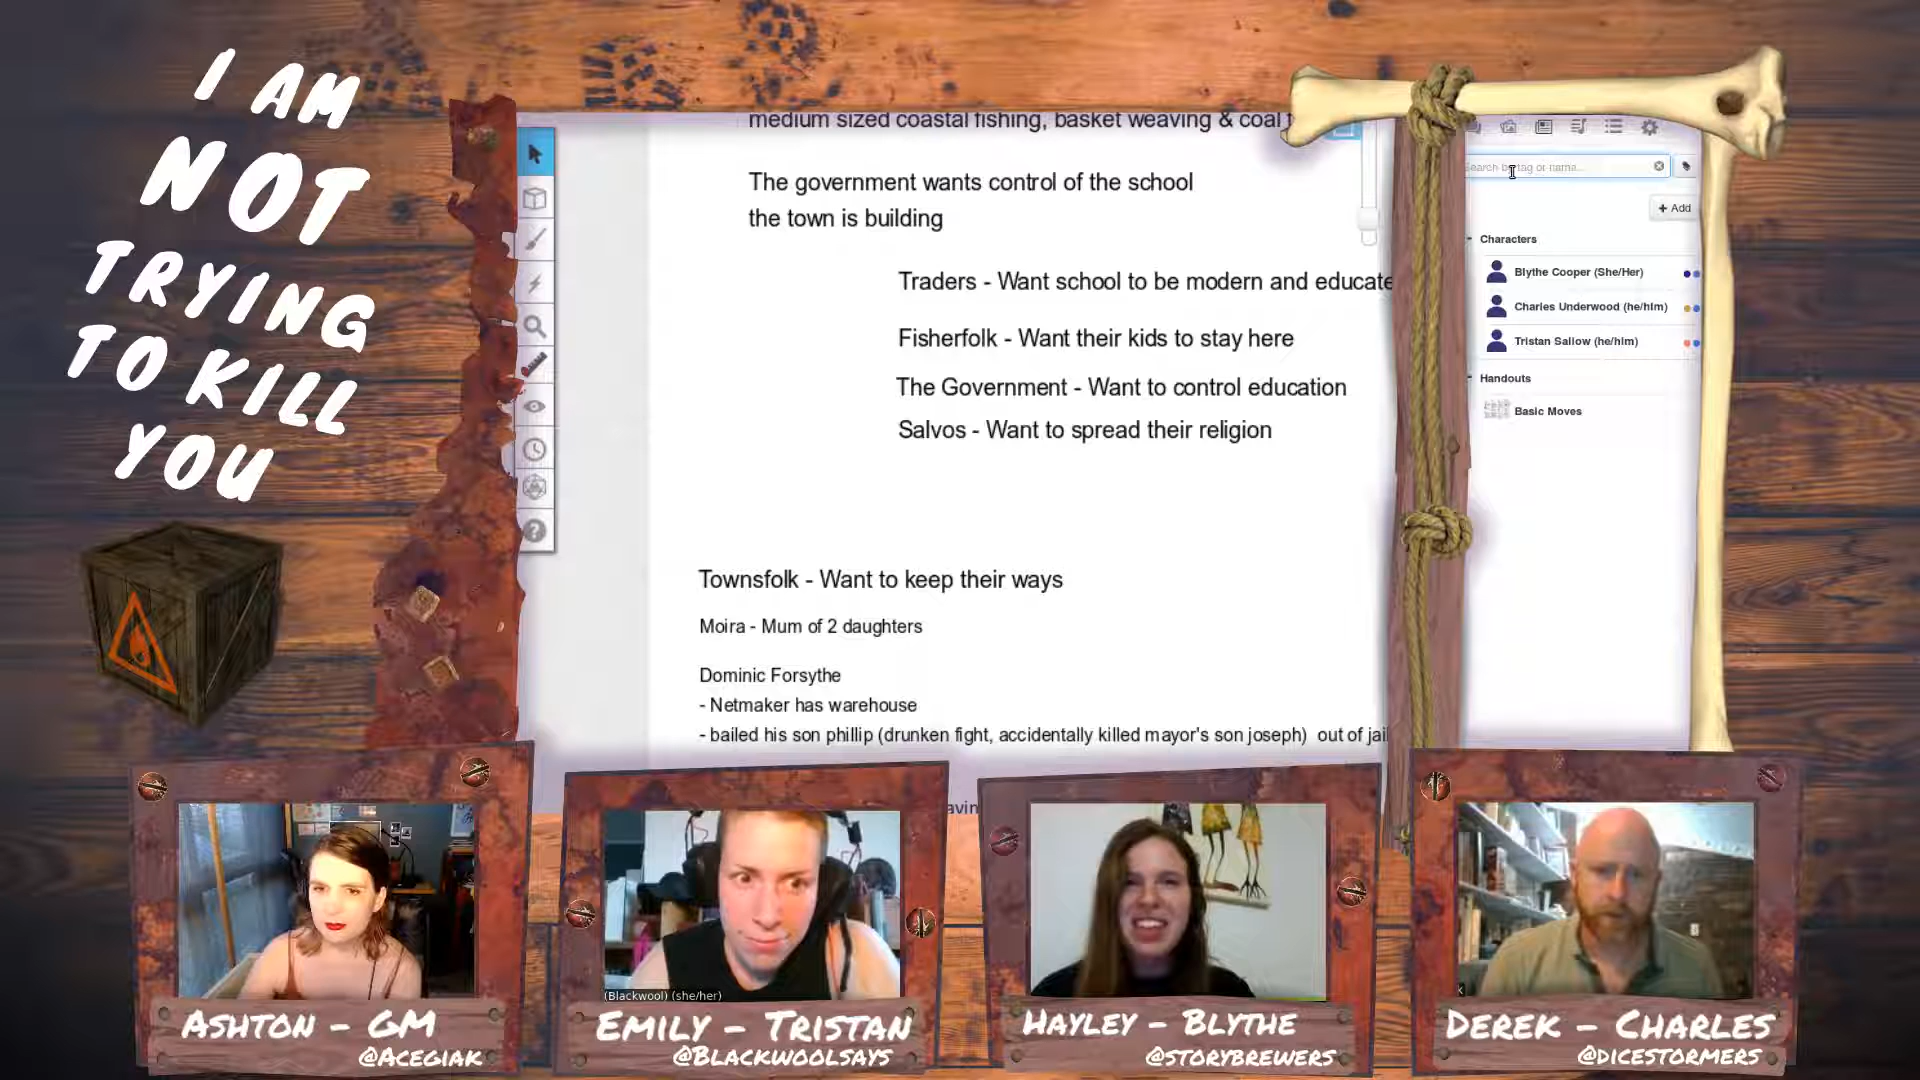 I AM
NOT
TRYING
TO KILL
YOU
medium sized coastal fishing, basket weaving & coal
The government wants control of the school
the town is building
Traders - Want school to be modern and educate
Fisherfolk - Want their kids to stay here
The Government - Want to control education
Salvos - Want to spread their religion
Townsfolk - Want to keep their ways
Moira - Mum of 2 daughters
Dominic Forsythe
- Netmaker has warehouse
- bailed his son phillip (drunken fight, accidentally killed mayor's son joseph) out of jail
Search by tag or name...
+ Add
Characters
Blythe Cooper (She/Her)
Charles Underwood (he/him)
Tristan Sallow (he/him)
Handouts
Basic Moves
(Blackwool) (she/her)
ASHTON - GM
@ACEGIAK
EMILY - TRISTAN
@BLACKWOOLSAYS
HAYLEY - BLYTHE
@STORYBREWERS
DEREK - CHARLES
@DICESTORMERS